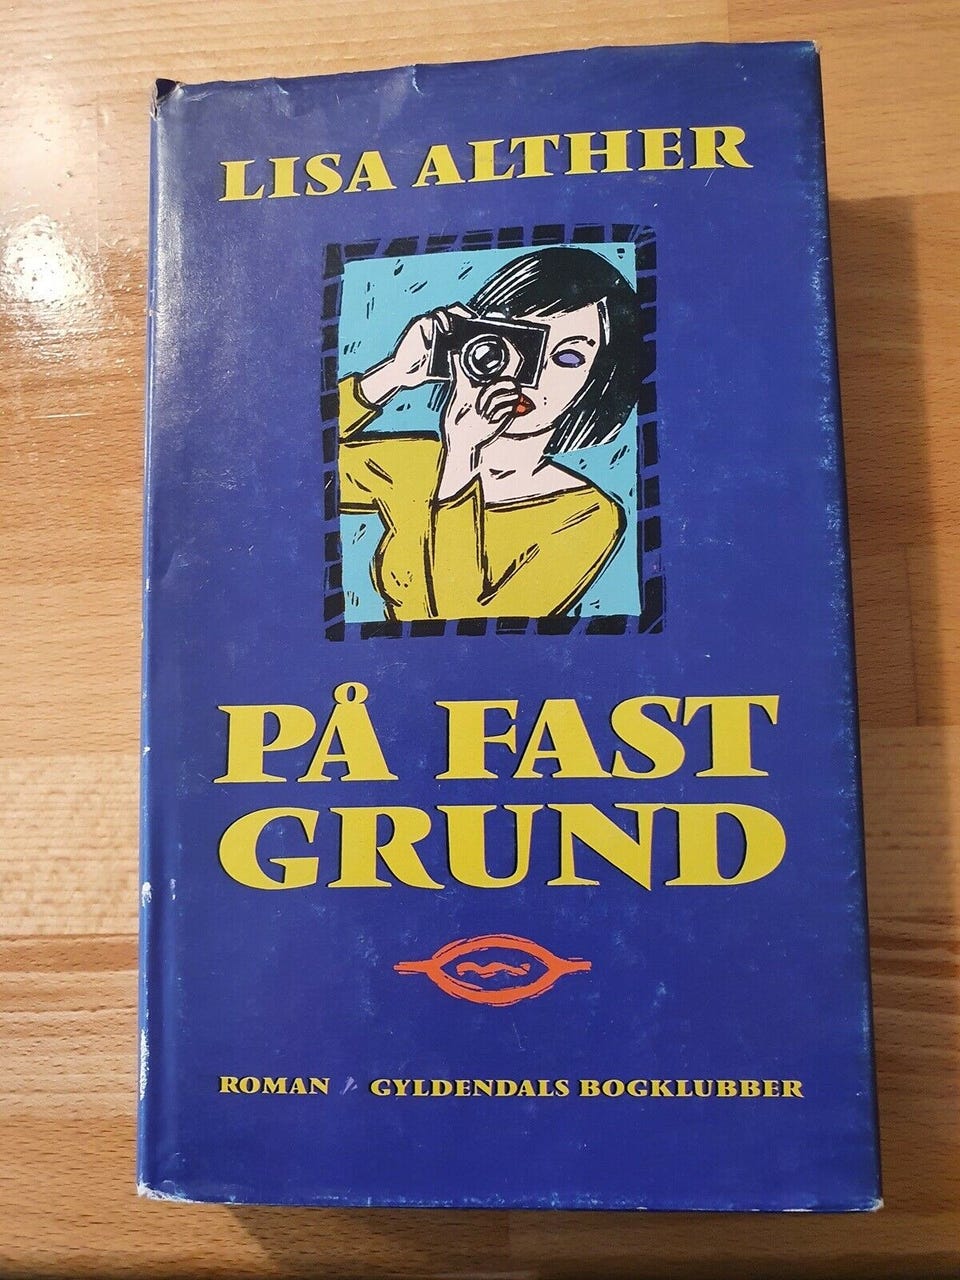 LISA ALTHER
PÅ FAST
GRUND
ROMAN / GYLDENDALS BOGKLUBBER